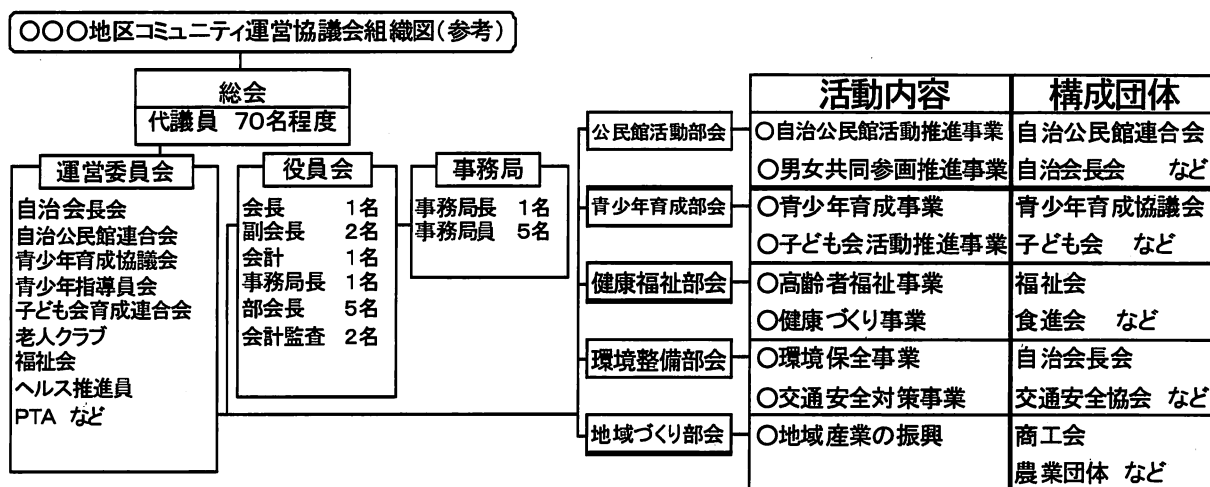 〇〇〇地区コミュニティ運営協議会組織図(参考)
総会
代議員 70名程度
運営委員会
自治会長会
自治公民館連合会
青少年育成協議会
青少年指導員会
子ども会育成連合会
老人クラブ
福祉会
ヘルス推進員
PTA など
役員会
会長 1名
副会長 2名
会計 1名
事務局長 1名
部会長 5名
会計監査 2名
事務局
事務局長 1名
事務局員 5名
活動内容 構成団体
公民館活動部会 〇自治公民館活動推進事業 自治公民館連合会
〇男女共同参画推進事業 自治会長会 など
青少年育成部会 〇青少年育成事業 青少年育成協議会
〇子ども会活動推進事業 子ども会 など
健康福祉部会 〇高齢者福祉事業 福祉会
〇健康づくり事業 食進会 など
環境整備部会 〇環境保全事業 自治会長会
〇交通安全対策事業 交通安全協会 など
地域づくり部会 〇地域産業の振興 商工会
農業団体 など